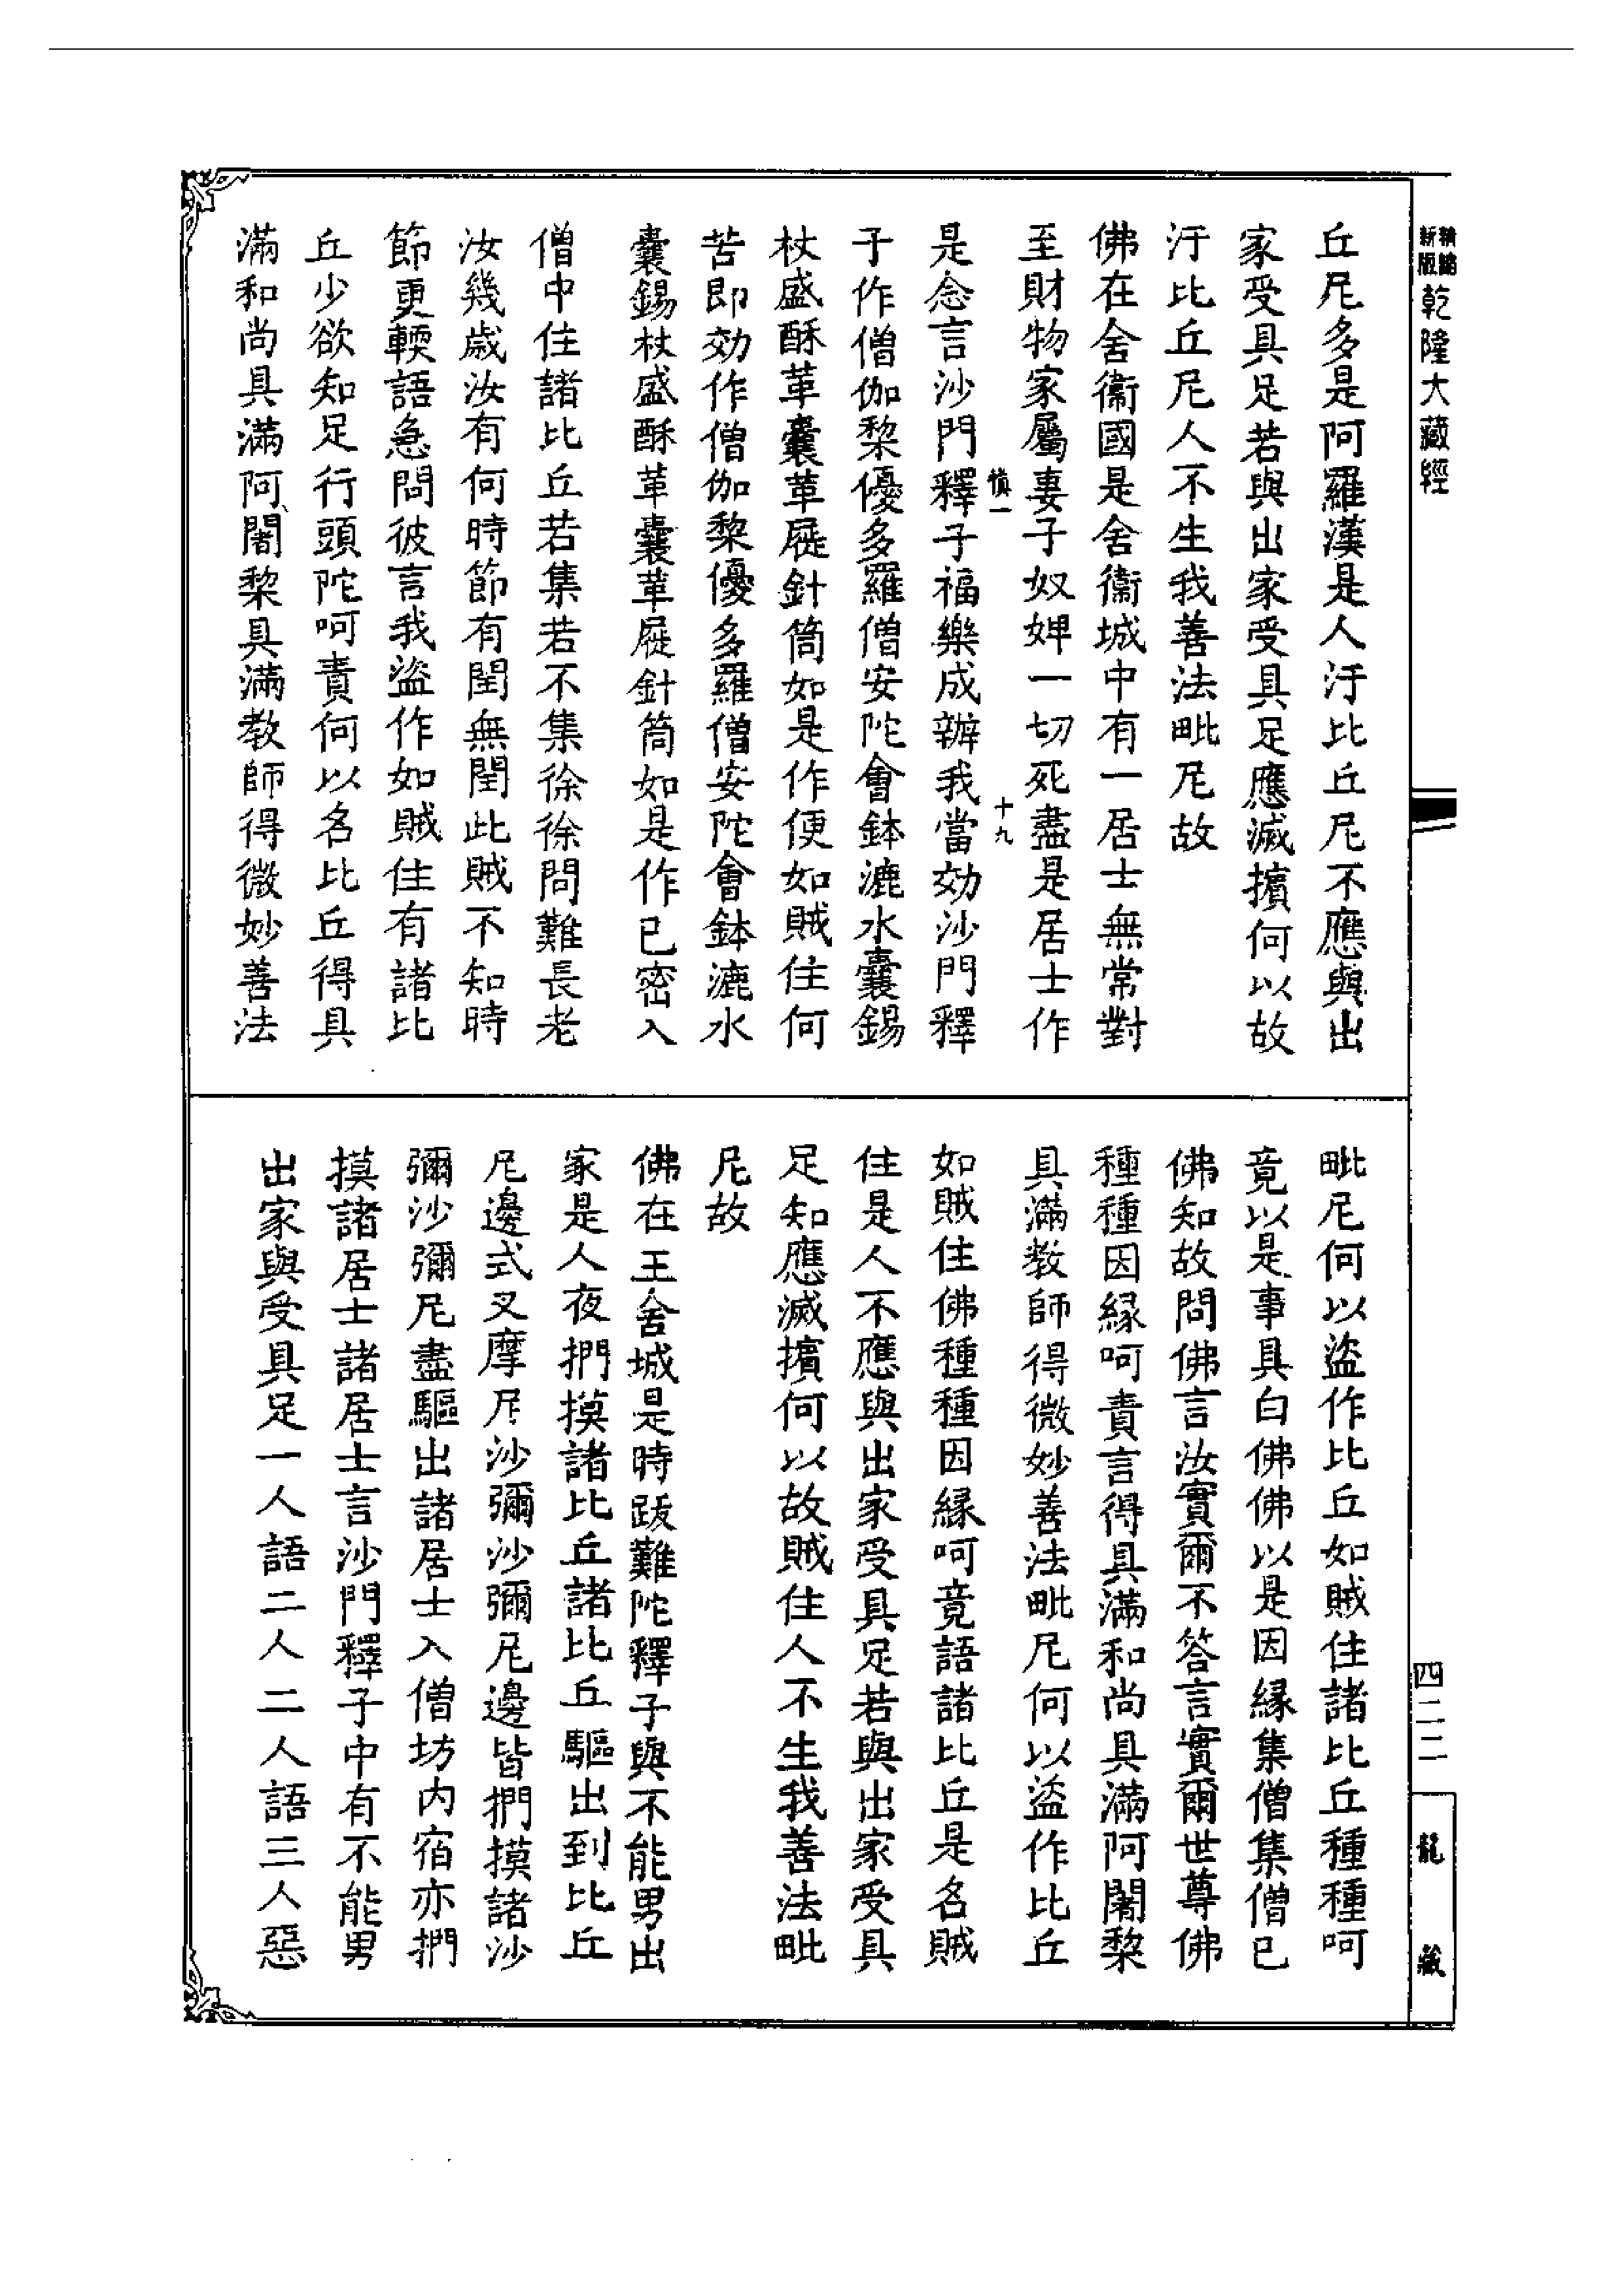 精縮新版乾隆大藏經
丘尼多是阿羅漢是人汙比丘尼不應與出
家受具足若與出家受具足應滅擯何以故
汙比丘尼人不生我善法毗尼故
佛在舍衞國是舍衞城中有一居士無常對
至財物家屬妻子奴婢一切死盡是居士作
慎一 十九
是念言沙門釋子福樂成辦我當効沙門釋
子作僧伽棃優多羅僧安陀會鉢漉水囊錫
杖盛酥革囊革屣針筒如是作便如賊住何
苦即効作僧伽棃優多羅僧安陀會鉢漉水
囊錫杖盛酥革囊革屣針筒如是作已密入
僧中住諸比丘若集若不集徐徐問難長老
汝幾歲汝有何時節有閏無閏此賊不知時
節更輭語急問彼言我盜作如賊住有諸比
丘少欲知足行頭陀呵責何以名比丘得具
滿和尚具滿阿闍棃具滿教師得微妙善法
毗尼何以盜作比丘如賊住諸比丘種種呵
竟以是事具白佛佛以是因緣集僧集僧已
佛知故問佛言汝實爾不答言實爾世尊佛
種種因緣呵責言得具滿和尚具滿阿闍棃
具滿教師得微妙善法毗尼何以盜作比丘
如賊住佛種種因緣呵竟語諸比丘是名賊
住是人不應與出家受具足若與出家受具
足知應滅擯何以故賊住人不生我善法毗
尼故
佛在王舍城是時跋難陀釋子與不能男出
家是人夜捫摸諸比丘諸比丘驅出到比丘
尼邊式叉摩尼沙彌沙彌尼邊皆捫摸諸沙
彌沙彌尼盡驅出諸居士入僧坊內宿亦捫
摸諸居士諸居士言沙門釋子中有不能男
出家與受具足一人語二人二人語三人惡
四二二
龍藏